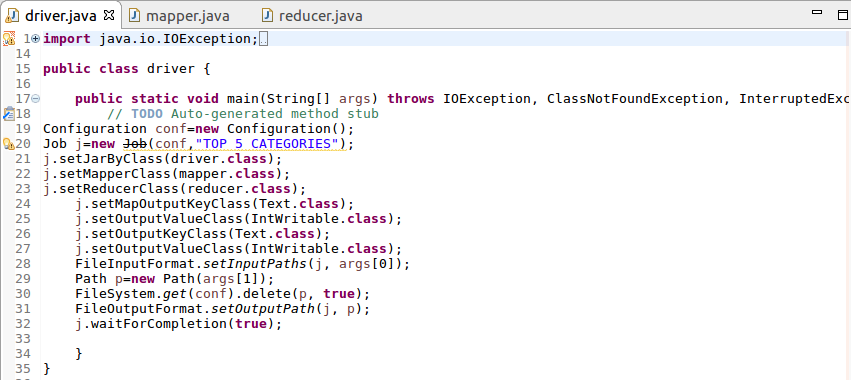 driver.java mapper.java reducer.java
1 import java.io.IOException;
14
15 public class driver {
16
17 public static void main(String[] args) throws IOException, ClassNotFoundException, InterruptedExc
18 // TODO Auto-generated method stub
19 Configuration conf=new Configuration();
20 Job j=new Job(conf,"TOP 5 CATEGORIES");
21 j.setJarByClass(driver.class);
22 j.setMapperClass(mapper.class);
23 j.setReducerClass(reducer.class);
24 j.setMapOutputKeyClass(Text.class);
25 j.setOutputValueClass(IntWritable.class);
26 j.setOutputKeyClass(Text.class);
27 j.setOutputValueClass(IntWritable.class);
28 FileInputFormat.setInputPaths(j, args[0]);
29 Path p=new Path(args[1]);
30 FileSystem.get(conf).delete(p, true);
31 FileOutputFormat.setOutputPath(j, p);
32 j.waitForCompletion(true);
33
34 }
35 }